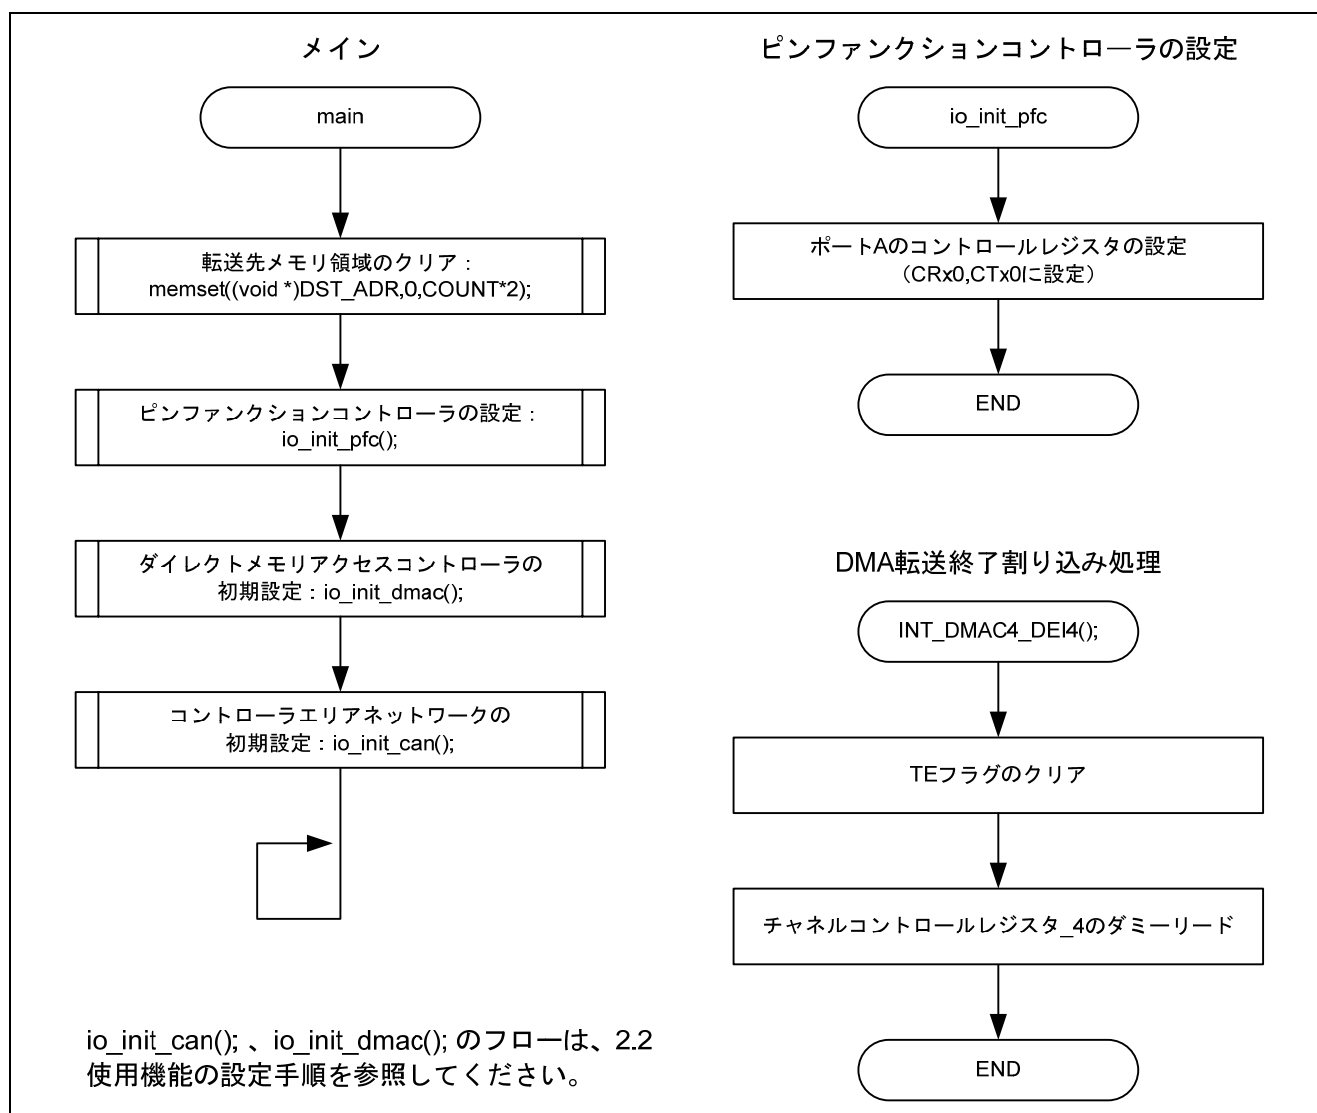 メイン
main
転送先メモリ領域のクリア：
memset((void *)DST_ADR,0,COUNT*2);
ピンファンクションコントローラの設定：
io_init_pfc();
ダイレクトメモリアクセスコントローラの
初期設定：io_init_dmac();
コントローラエリアネットワークの
初期設定：io_init_can();
io_init_can(); 、io_init_dmac(); のフローは、2.2
使用機能の設定手順を参照してください。
ピンファンクションコントローラの設定
io_init_pfc
ポートAのコントロールレジスタの設定
（CRx0,CTx0に設定）
END
DMA転送終了割り込み処理
INT_DMAC4_DEI4();
TEフラグのクリア
チャネルコントロールレジスタ_4のダミーリード
END